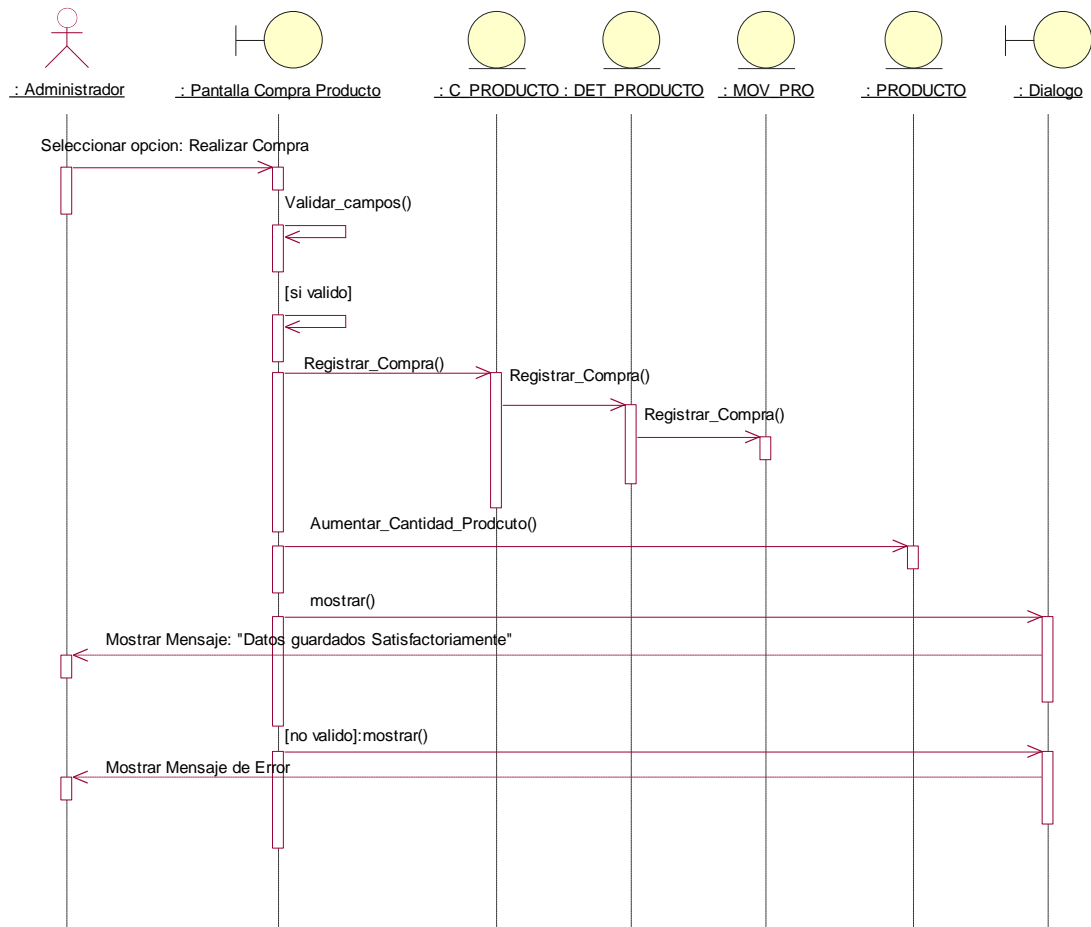 : Administrador
: Pantalla Compra Producto
: C_PRODUCTO
: DET_PRODUCTO
: MOV_PRO
: PRODUCTO
: Dialogo
Seleccionar opcion: Realizar Compra
Validar_campos()
[si valido]
Registrar_Compra()
Registrar_Compra()
Registrar_Compra()
Aumentar_Cantidad_Prodcuto()
mostrar()
Mostrar Mensaje: "Datos guardados Satisfactoriamente"
[no valido]:mostrar()
Mostrar Mensaje de Error